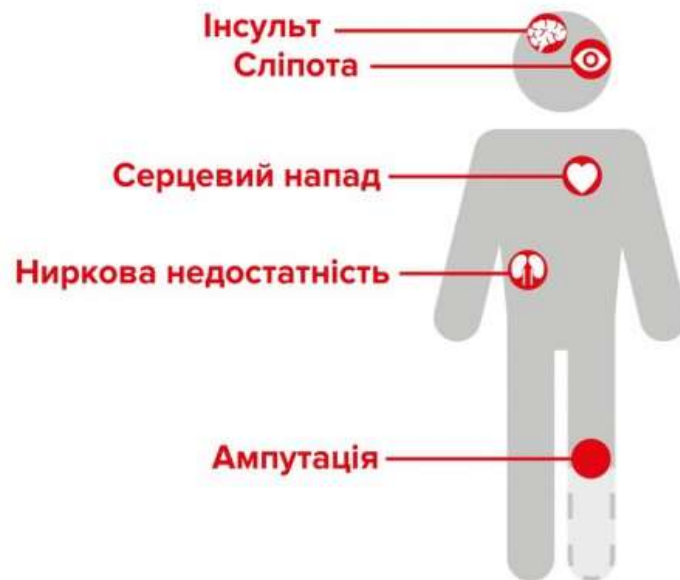 Інсульт
Сліпота
Серцевий напад
Ниркова недостатність
Ампутація